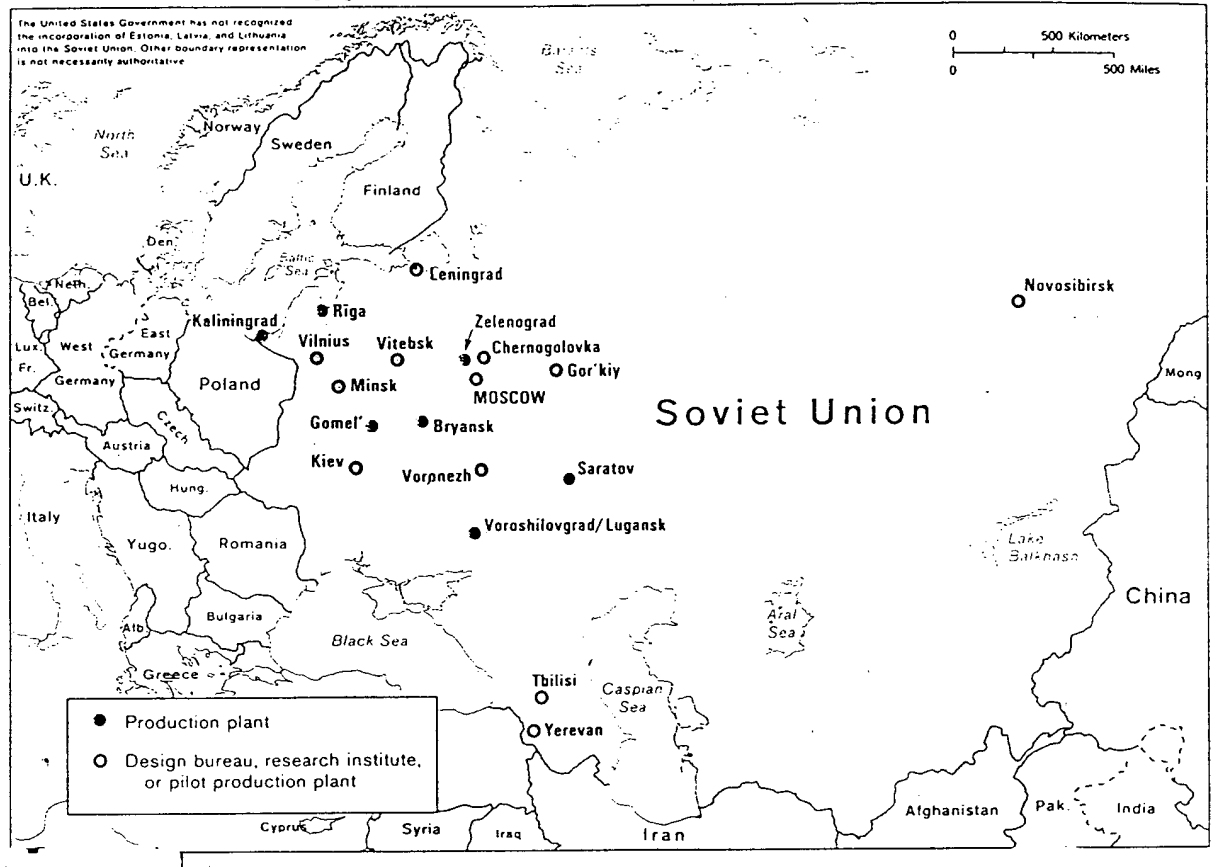 The United States Government has not recognized
the incorporation of Estonia, Latvia, and Lithuania
into the Soviet Union. Other boundary representation
is not necessarily authoritative.
0 500 Kilometers
0 500 Miles
Barents
Sea
North
Sea
Norway
Sweden
Finland
U.K.
Den.
Baltic
Sea
Leningrad
Neth.
Bel.
Novosibirsk
Kaliningrad
Rīga
Zelenograd
East
Germany
Vilnius
Vitebsk
Chernogolovka
Lux.
West
Germany
Fr.
Gor'kiy
Poland
Minsk
MOSCOW
Mong
Soviet Union
Switz.
Czech.
Gomel'
Bryansk
Austria
Kiev
Voronezh
Saratov
Hung.
Italy
Yugo.
Romania
Voroshilovgrad/Lugansk
Lake
Balkhash
China
Alb.
Bulgaria
Black Sea
Aral
Sea
Greece
Tbilisi
Caspian
Sea
Yerevan
Production plant
Design bureau, research institute,
or pilot production plant
Cyprus
Syria
Iraq
Iran
Afghanistan
Pak.
India